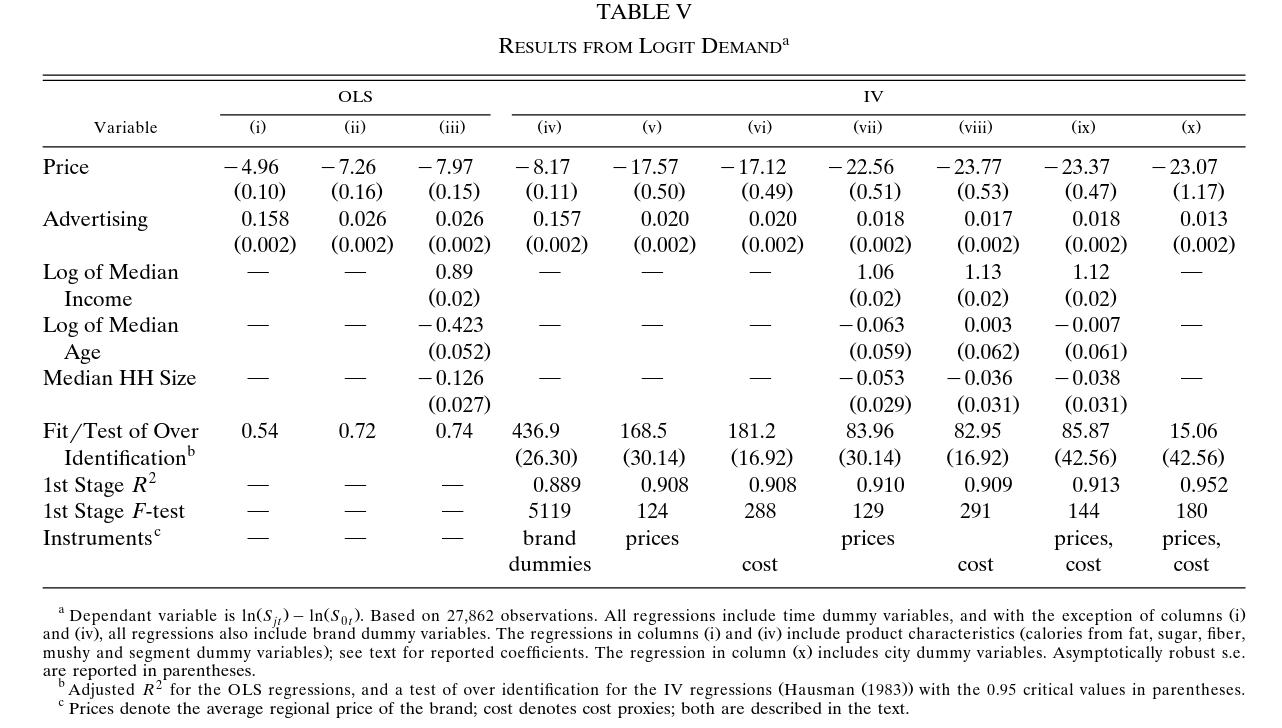 TABLE V
RESULTS FROM LOGIT DEMANDa
OLS IV
Variable (i) (ii) (iii) (iv) (v) (vi) (vii) (viii) (ix) (x)
Price −4.96 −7.26 −7.97 −8.17 −17.57 −17.12 −22.56 −23.77 −23.37 −23.07
(0.10) (0.16) (0.15) (0.11) (0.50) (0.49) (0.51) (0.53) (0.47) (1.17)
Advertising 0.158 0.026 0.026 0.157 0.020 0.020 0.018 0.017 0.018 0.013
(0.002) (0.002) (0.002) (0.002) (0.002) (0.002) (0.002) (0.002) (0.002) (0.002)
Log of Median — — 0.89 — — — 1.06 1.13 1.12 —
Income (0.02) (0.02) (0.02) (0.02)
Log of Median — — −0.423 — — — −0.063 0.003 −0.007 —
Age (0.052) (0.059) (0.062) (0.061)
Median HH Size — — −0.126 — — — −0.053 −0.036 −0.038 —
(0.027) (0.029) (0.031) (0.031)
Fit/Test of Over 0.54 0.72 0.74 436.9 168.5 181.2 83.96 82.95 85.87 15.06
Identificationb (26.30) (30.14) (16.92) (30.14) (16.92) (42.56) (42.56)
1st Stage R2 — — — 0.889 0.908 0.908 0.910 0.909 0.913 0.952
1st Stage F-test — — — 5119 124 288 129 291 144 180
Instrumentsc — — — brand prices prices prices, prices,
dummies cost cost cost cost
a Dependant variable is ln(Sjt) − ln(S0t). Based on 27,862 observations. All regressions include time dummy variables, and with the exception of columns (i)
and (iv), all regressions also include brand dummy variables. The regressions in columns (i) and (iv) include product characteristics (calories from fat, sugar, fiber,
mushy and segment dummy variables); see text for reported coefficients. The regression in column (x) includes city dummy variables. Asymptotically robust s.e.
are reported in parentheses.
b Adjusted R2 for the OLS regressions, and a test of over identification for the IV regressions (Hausman (1983)) with the 0.95 critical values in parentheses.
c Prices denote the average regional price of the brand; cost denotes cost proxies; both are described in the text.